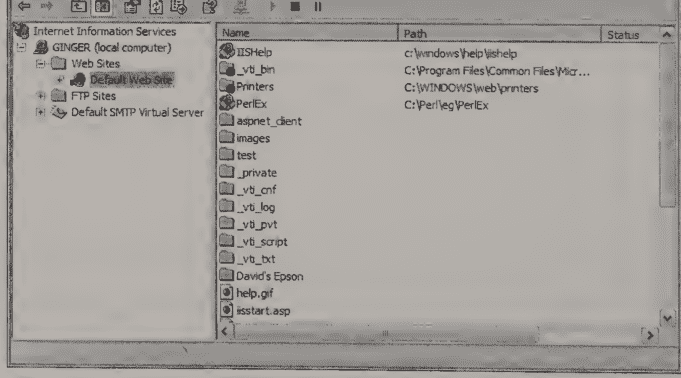 Internet Information Services
GINGER (local computer)
Web Sites
Default Web Site
FTP Sites
Default SMTP Virtual Server
Name Path Status
IISHelp c:\windows\help\iishelp
_vti_bin C:\Program Files\Common Files\Micr...
Printers C:\WINDOWS\web\printers
PerlEx C:\Perl\eg\PerlEx
aspnet_client
images
test
_private
_vti_cnf
_vti_log
_vti_pvt
_vti_script
_vti_txt
David's Epson
help.gif
iisstart.asp